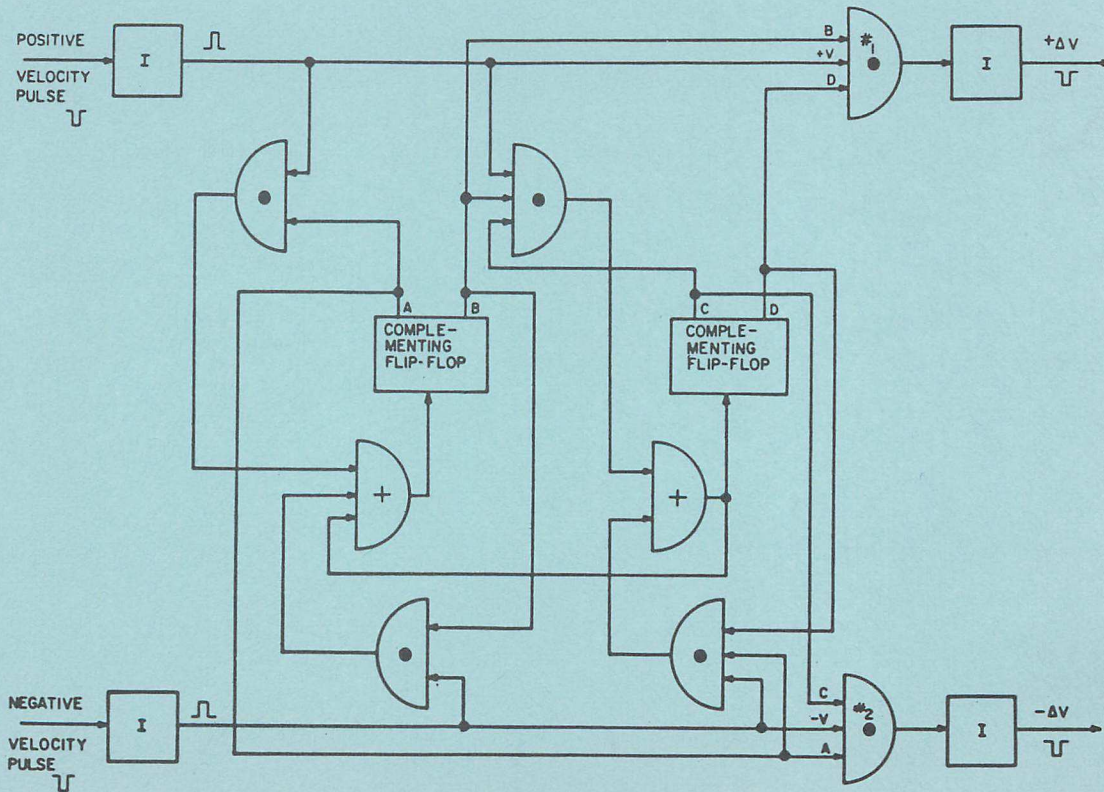 POSITIVE
VELOCITY
PULSE
I
B
+V
D
#1
I
+ΔV
A
B
COMPLE-
MENTING
FLIP-FLOP
C
D
COMPLE-
MENTING
FLIP-FLOP
+
+
NEGATIVE
VELOCITY
PULSE
I
C
-V
A
#2
I
-ΔV